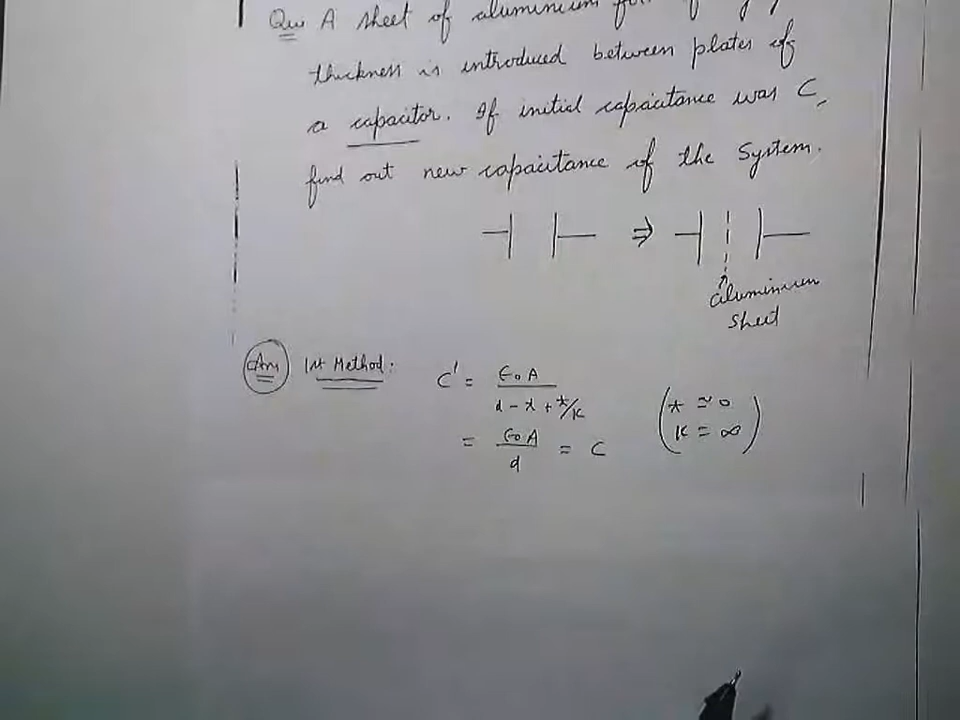 Qu A sheet of aluminium
thickness is introduced between plates of
a capacitor. If initial capacitance was C,
find out new capacitance of the System.
⇒
aluminium
sheet
Ans 1st Method:
C' = ϵ₀A / (d - t + t/K) (t ≃ 0
K = ∞)
= ϵ₀A / d = C